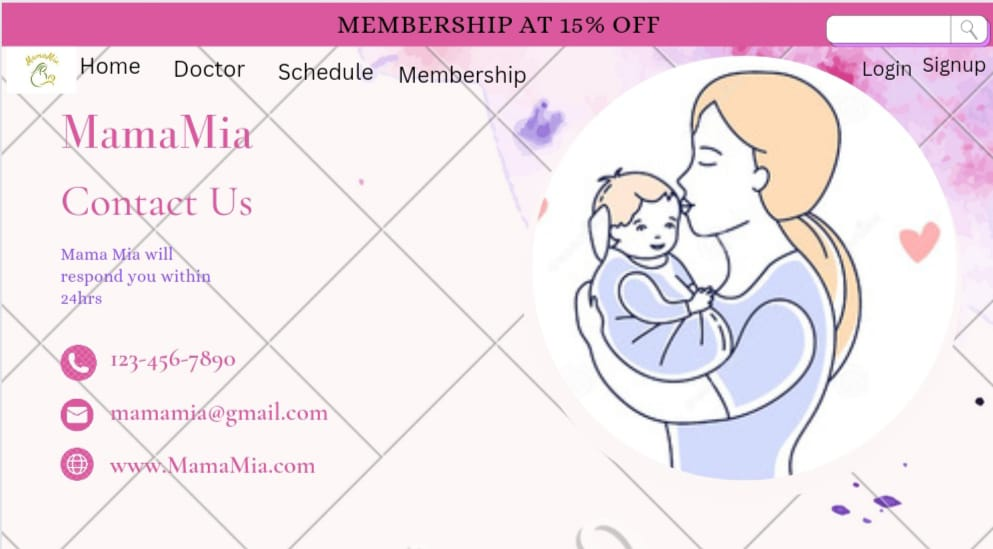 MEMBERSHIP AT 15% OFF
MamaMia
Home Doctor Schedule Membership Login Signup
MamaMia
Contact Us
Mama Mia will
respond you within
24hrs
123-456-7890
mamamia@gmail.com
www.MamaMia.com